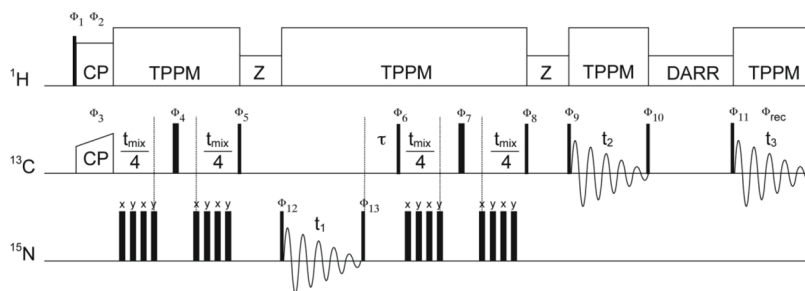 Φ1 Φ2
¹H CP TPPM Z TPPM Z TPPM DARR TPPM
Φ3 Φ4 Φ5 Φ6 Φ7 Φ8 Φ9 Φ10 Φ11 Φrec
¹³C CP tmix/4 tmix/4 τ tmix/4 tmix/4 t2 t3
x y x y x y x y Φ12 t1 Φ13 x y x y x y x y
¹⁵N